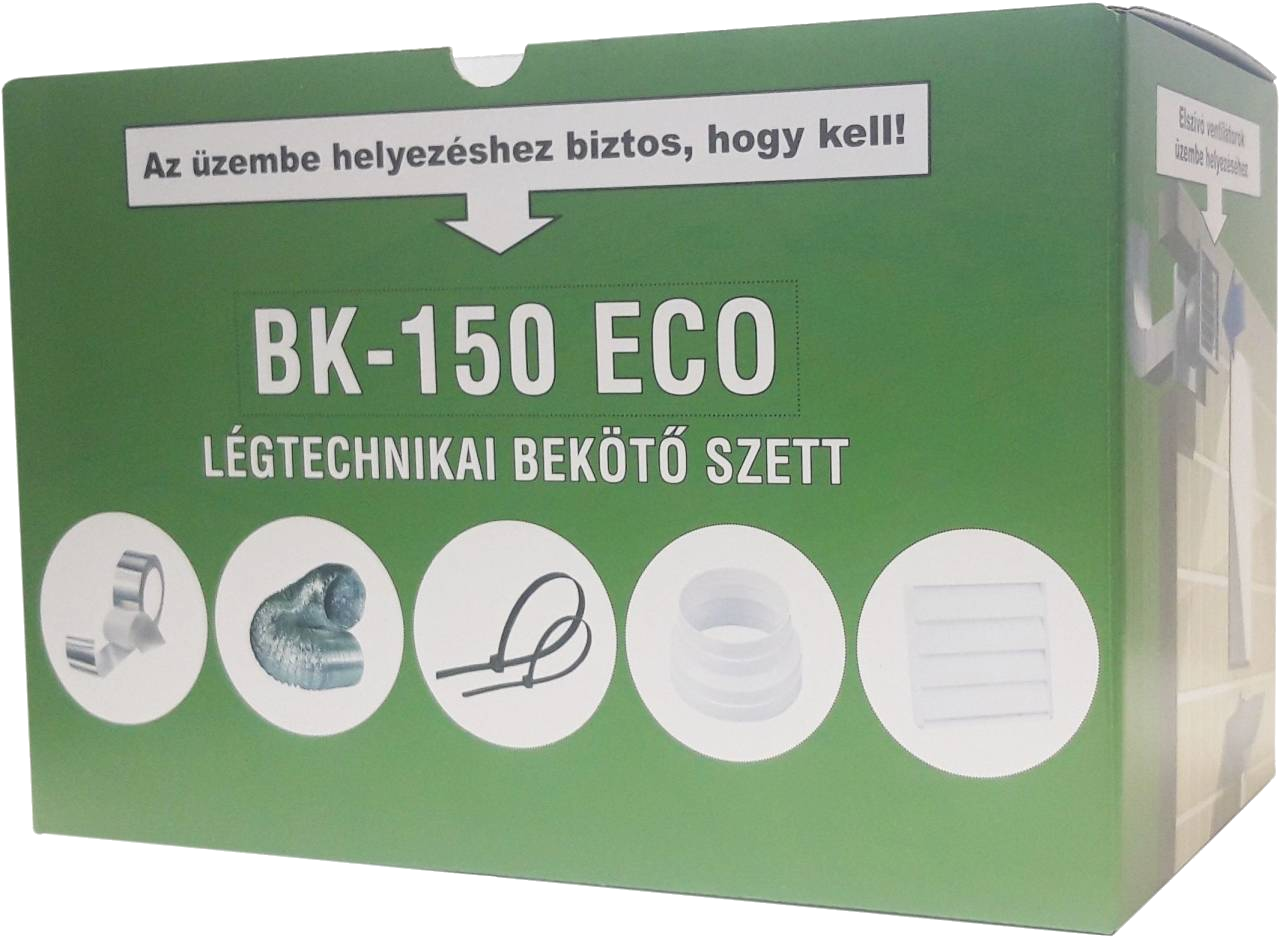 Az üzembe helyezéshez biztos, hogy kell!
BK-150 ECO
LÉGTECHNIKAI BEKÖTŐ SZETT
Elszívó ventilátorok
üzembe helyezéséhez